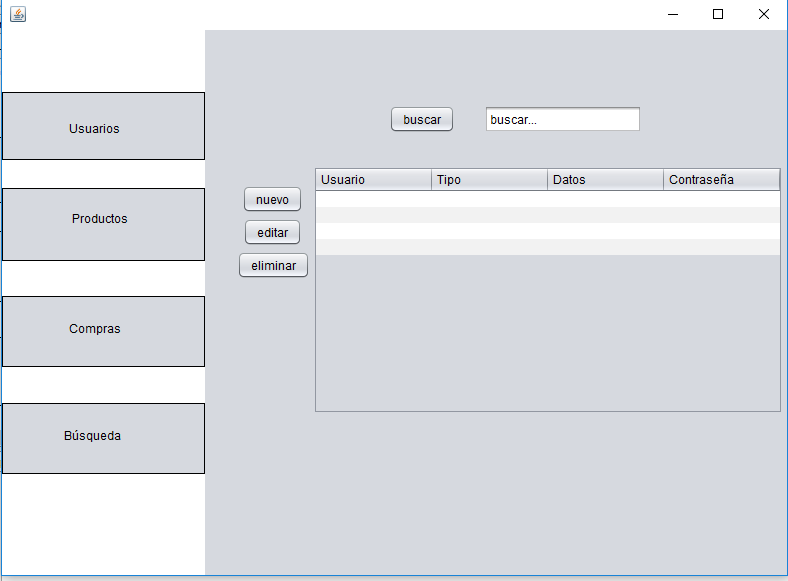 Usuarios
Productos
Compras
Búsqueda
buscar
buscar...
nuevo
editar
eliminar
Usuario Tipo Datos Contraseña